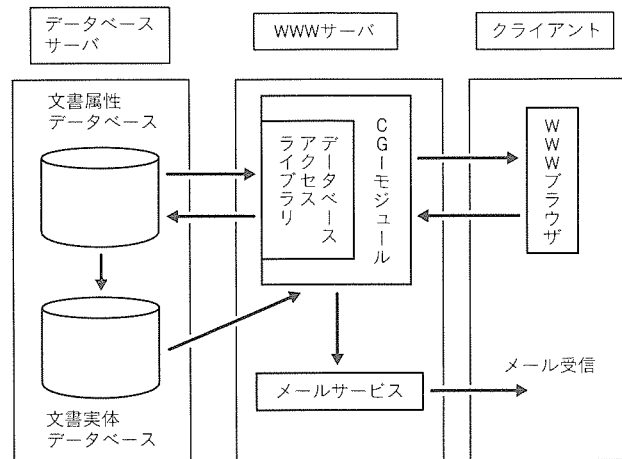 データベース
サーバ
WWWサーバ
クライアント
文書属性
データベース
データベース
アクセス
ライブラリ
CGIモジュール
WWWブラウザ
メールサービス
メール受信
文書実体
データベース